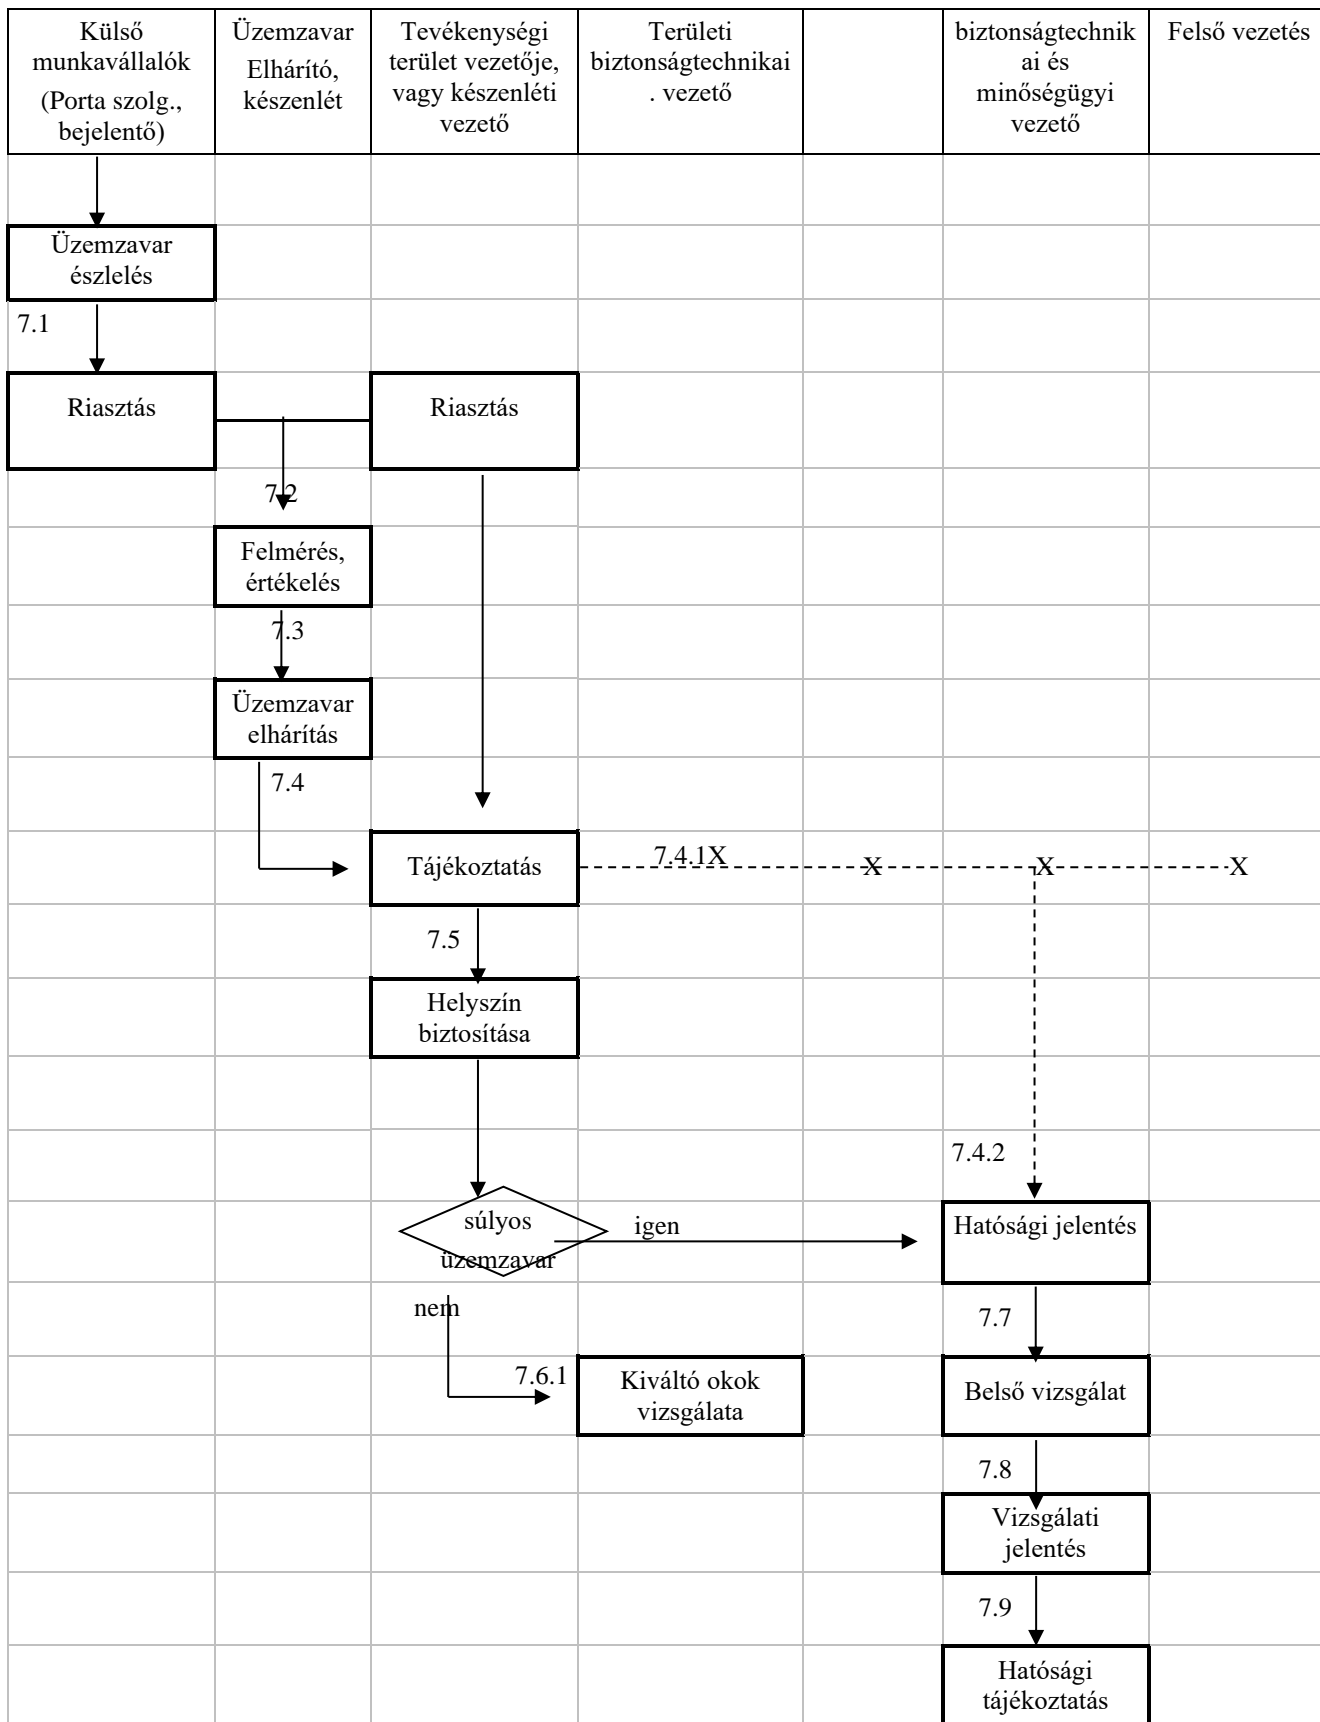 Külső
munkavállalók
(Porta szolg.,
bejelentő)
Üzemzavar
Elhárító,
készenlét
Tevékenységi
terület vezetője,
vagy készenléti
vezető
Területi
biztonságtechnikai
. vezető
biztonságtechnik
ai és
minőségügyi
vezető
Felső vezetés
Üzemzavar
észlelés
7.1
Riasztás
Riasztás
7.2
Felmérés,
értékelés
7.3
Üzemzavar
elhárítás
7.4
Tájékoztatás
7.4.1X
X
X
X
7.5
Helyszín
biztosítása
7.4.2
súlyos
üzemzavar
igen
Hatósági jelentés
nem
7.7
7.6.1
Kiváltó okok
vizsgálata
Belső vizsgálat
7.8
Vizsgálati
jelentés
7.9
Hatósági
tájékoztatás